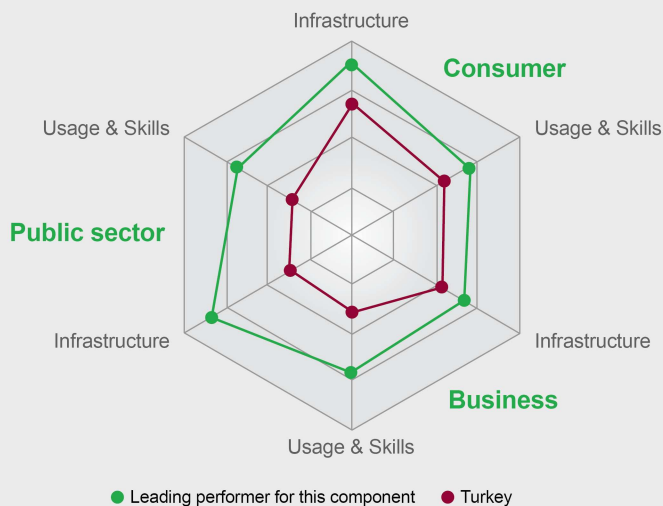 Infrastructure
Consumer
Usage & Skills
Usage & Skills
Public sector
Infrastructure
Infrastructure
Business
Usage & Skills
Leading performer for this component
Turkey